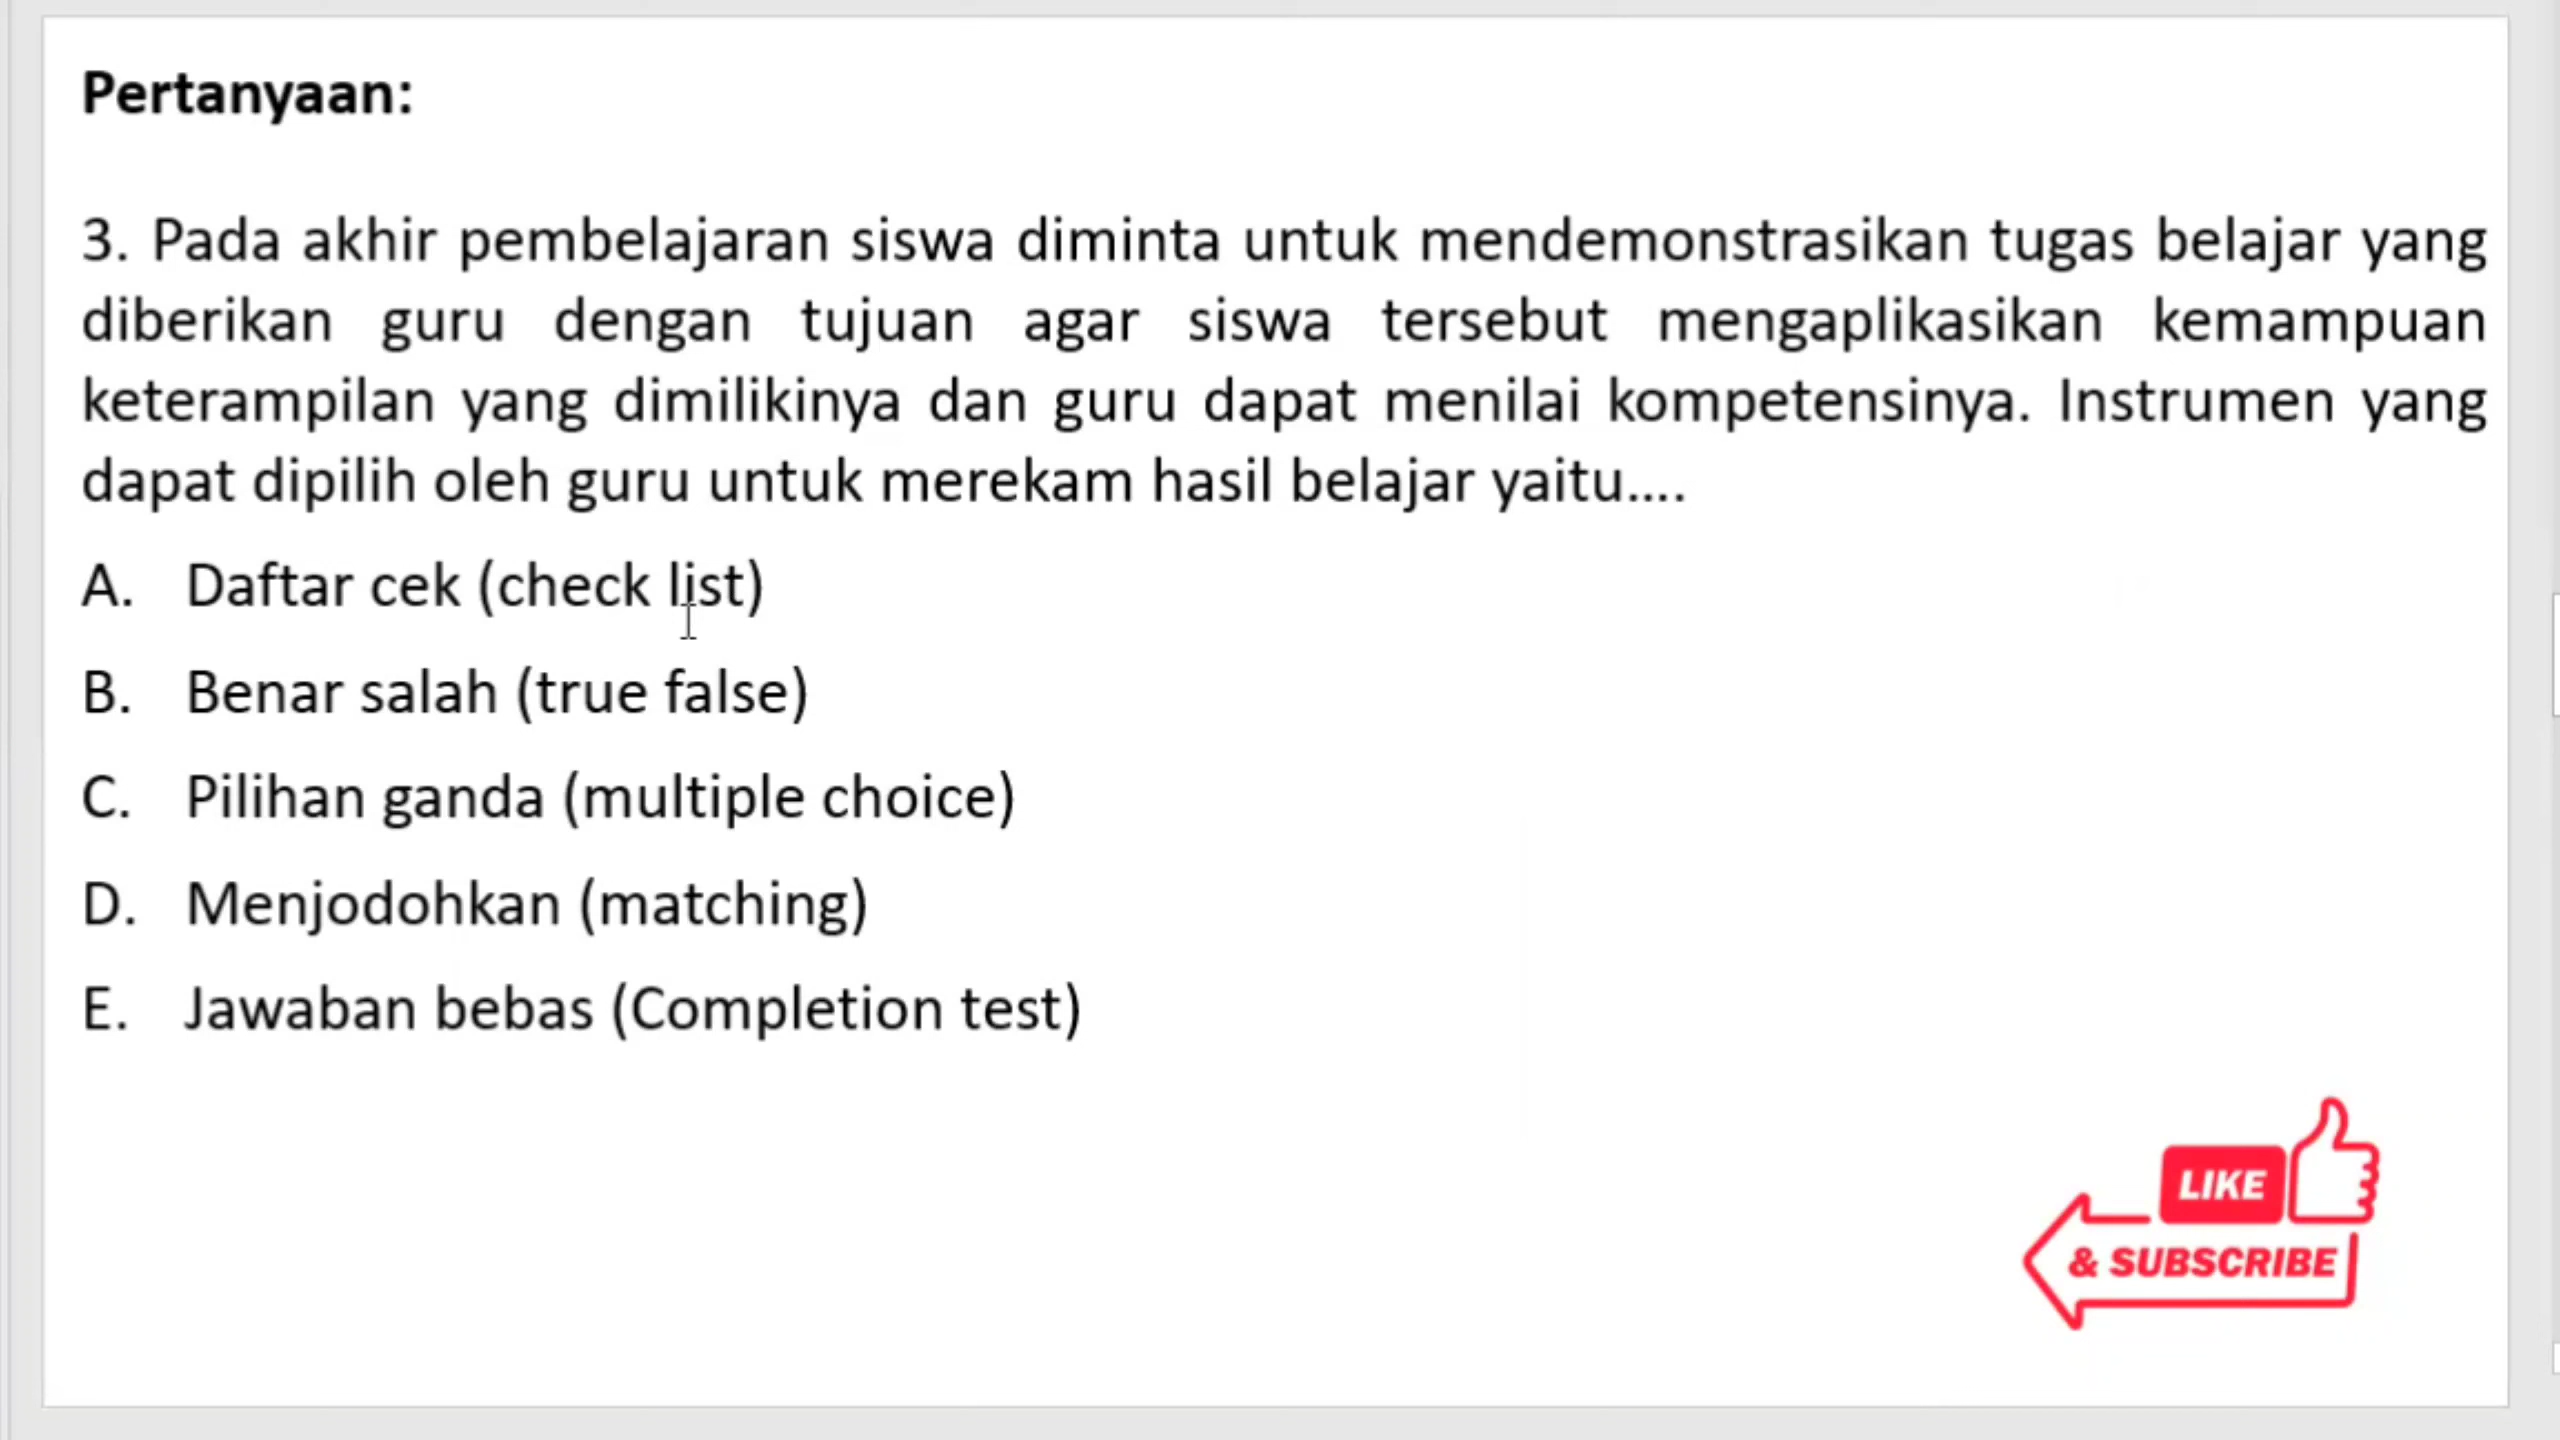 Pertanyaan:
3. Pada akhir pembelajaran siswa diminta untuk mendemonstrasikan tugas belajar yang
diberikan guru dengan tujuan agar siswa tersebut mengaplikasikan kemampuan
keterampilan yang dimilikinya dan guru dapat menilai kompetensinya. Instrumen yang
dapat dipilih oleh guru untuk merekam hasil belajar yaitu....
A. Daftar cek (check list)
B. Benar salah (true false)
C. Pilihan ganda (multiple choice)
D. Menjodohkan (matching)
E. Jawaban bebas (Completion test)
LIKE
& SUBSCRIBE